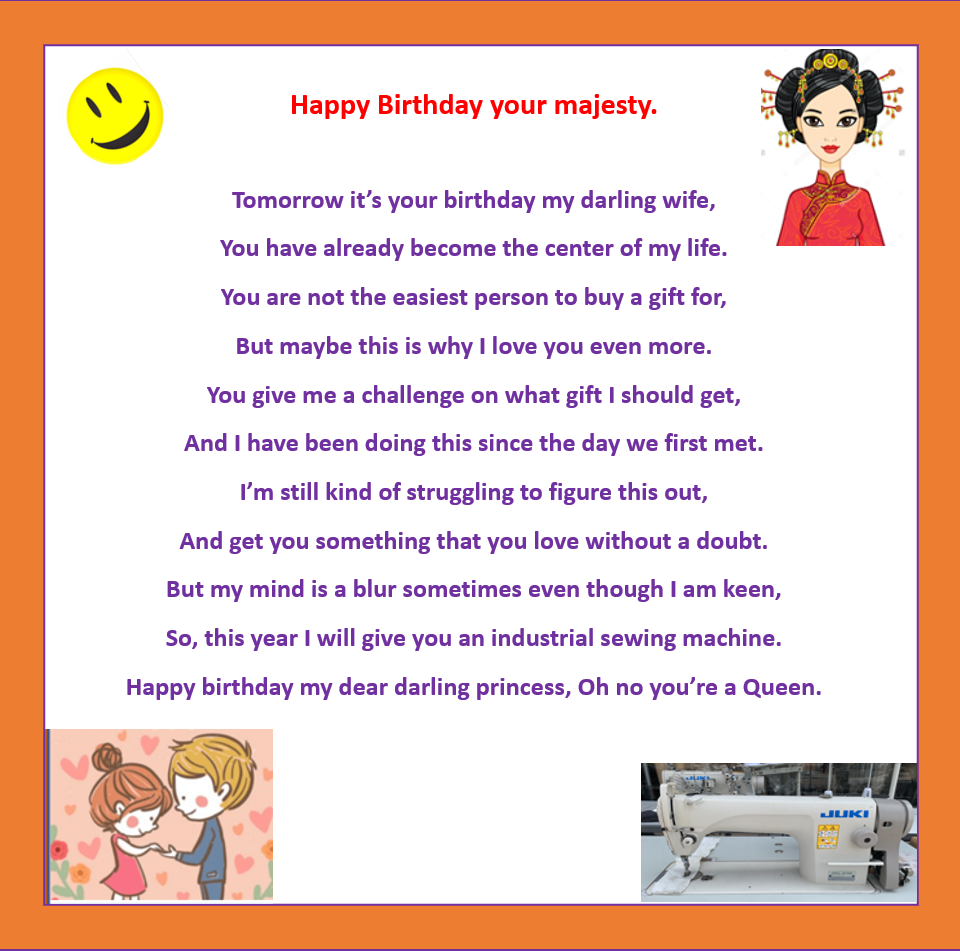 Happy Birthday your majesty.
Tomorrow it’s your birthday my darling wife,
You have already become the center of my life.
You are not the easiest person to buy a gift for,
But maybe this is why I love you even more.
You give me a challenge on what gift I should get,
And I have been doing this since the day we first met.
I’m still kind of struggling to figure this out,
And get you something that you love without a doubt.
But my mind is a blur sometimes even though I am keen,
So, this year I will give you an industrial sewing machine.
Happy birthday my dear darling princess, Oh no you’re a Queen.
JUKI
JUKI